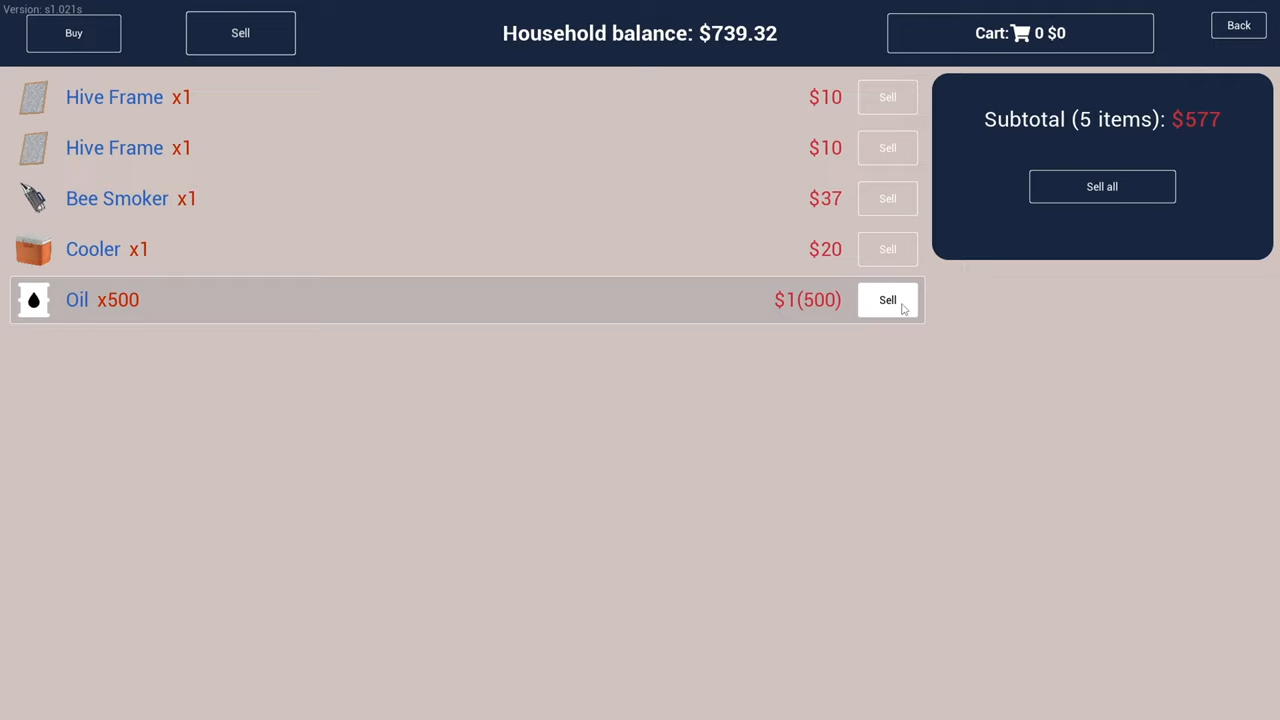 Version: s1.021s
Buy
Sell
Household balance: $739.32
Cart: 0 $0
Back
Hive Frame x1 $10 Sell
Hive Frame x1 $10 Sell
Bee Smoker x1 $37 Sell
Cooler x1 $20 Sell
Oil x500 $1(500) Sell
Subtotal (5 items): $577
Sell all